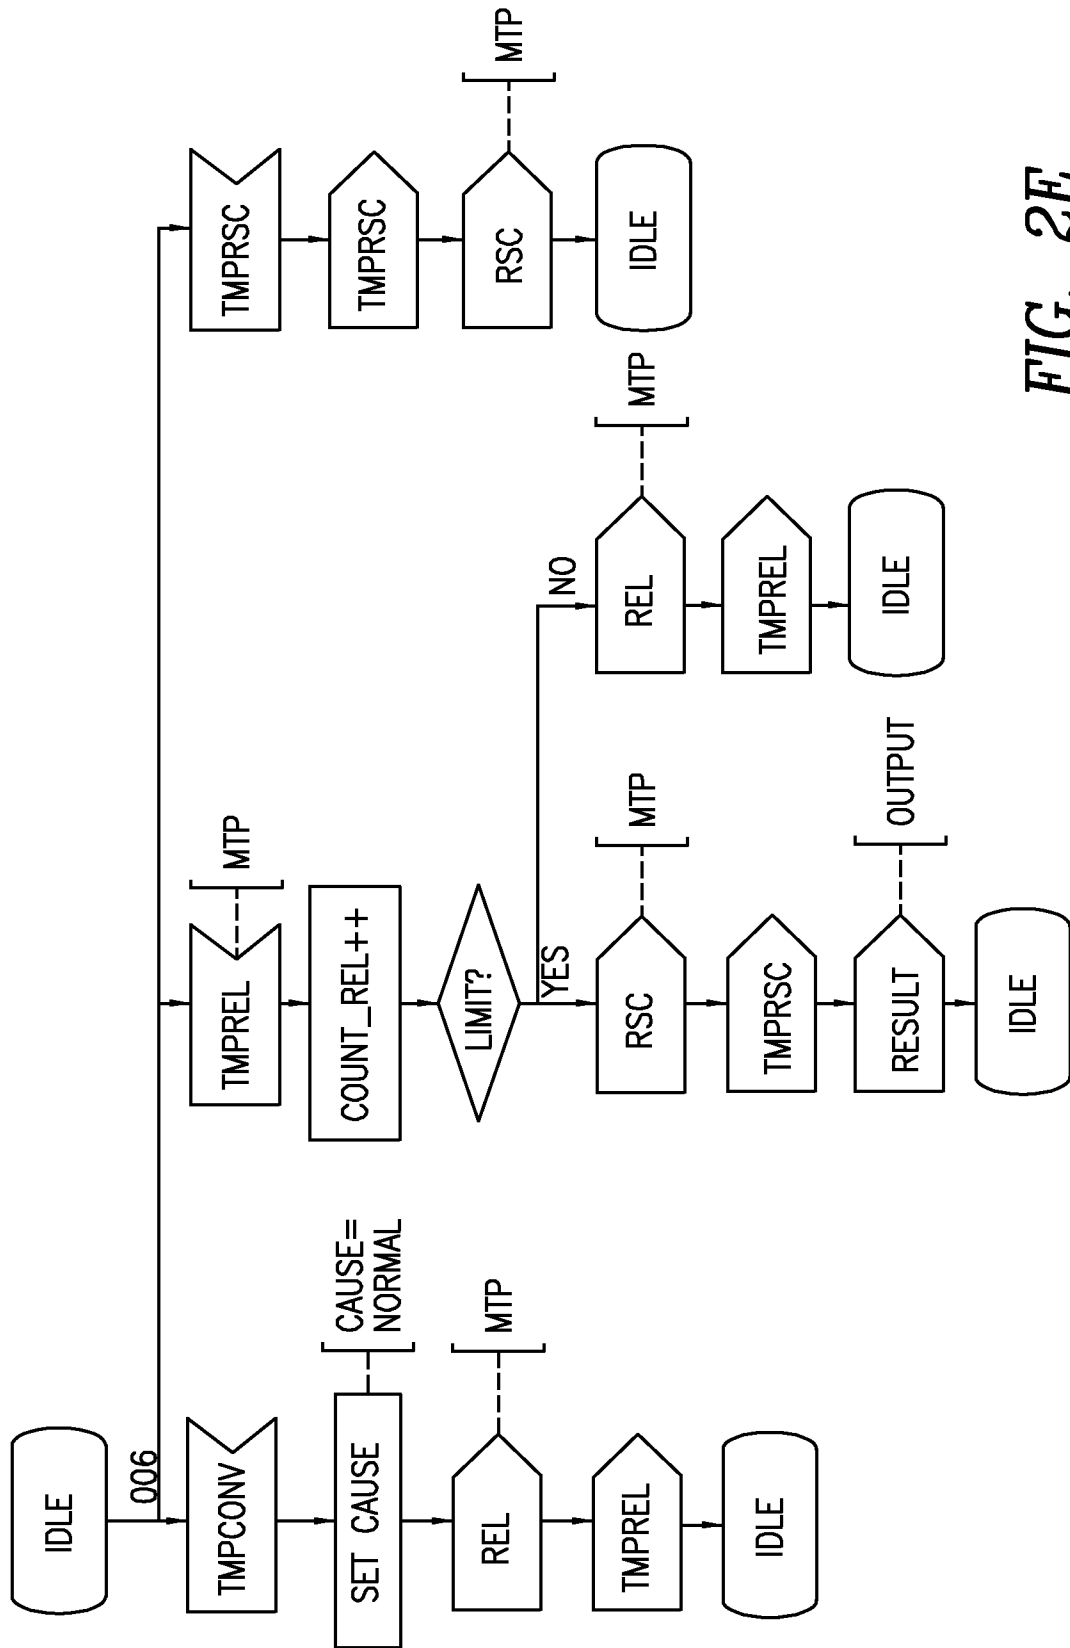 IDLE
006
TMPCONV
SET CAUSE
CAUSE=
NORMAL
REL
MTP
TMPREL
IDLE
TMPREL
MTP
COUNT_REL++
LIMIT?
YES
RSC
MTP
TMPRSC
RESULT
OUTPUT
IDLE
NO
REL
MTP
TMPREL
IDLE
TMPRSC
TMPRSC
RSC
MTP
IDLE
FIG.